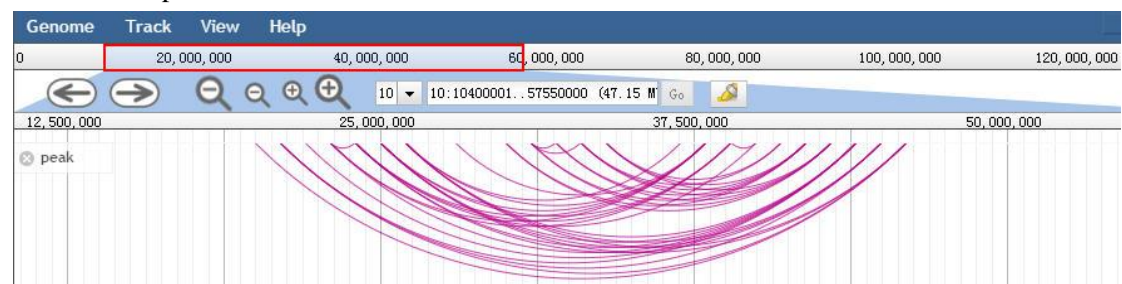 Genome Track View Help
0 20,000,000 40,000,000 60,000,000 80,000,000 100,000,000 120,000,000
10 10:10400001..57550000 (47.15 M Go
12,500,000 25,000,000 37,500,000 50,000,000
peak